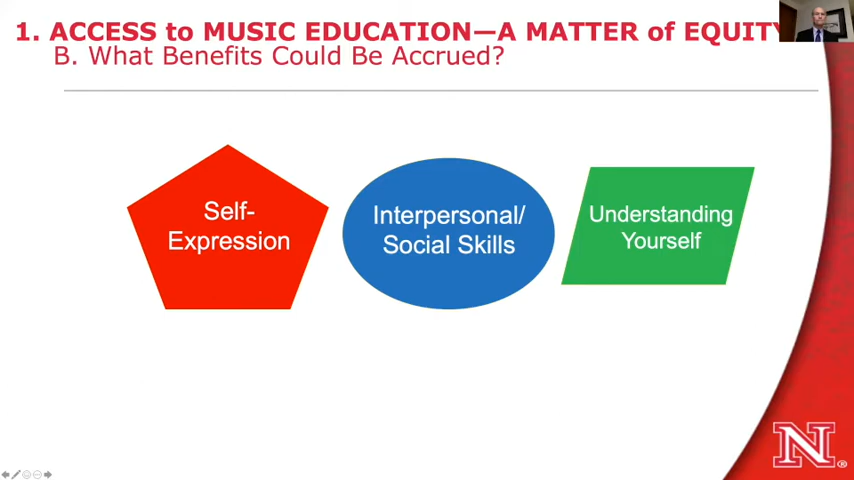 1. ACCESS to MUSIC EDUCATION—A MATTER of EQUITY
B. What Benefits Could Be Accrued?
Self-
Expression
Interpersonal/
Social Skills
Understanding
Yourself
N®